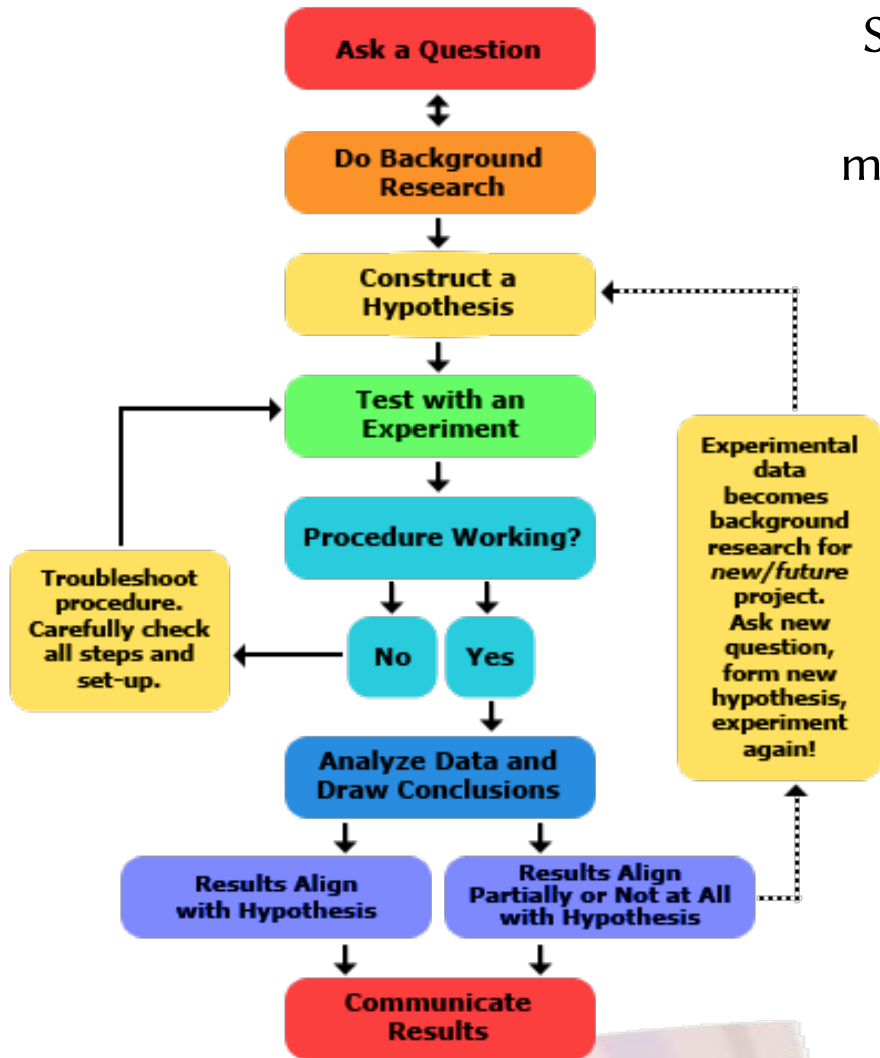 Ask a Question
Do Background
Research
Construct a
Hypothesis
Test with an
Experiment
Procedure Working?
No
Yes
Troubleshoot
procedure.
Carefully check
all steps and
set-up.
Experimental
data
becomes
background
research for
new/future
project.
Ask new
question,
form new
hypothesis,
experiment
again!
Analyze Data and
Draw Conclusions
Results Align
with Hypothesis
Results Align
Partially or Not at All
with Hypothesis
Communicate
Results
S
m